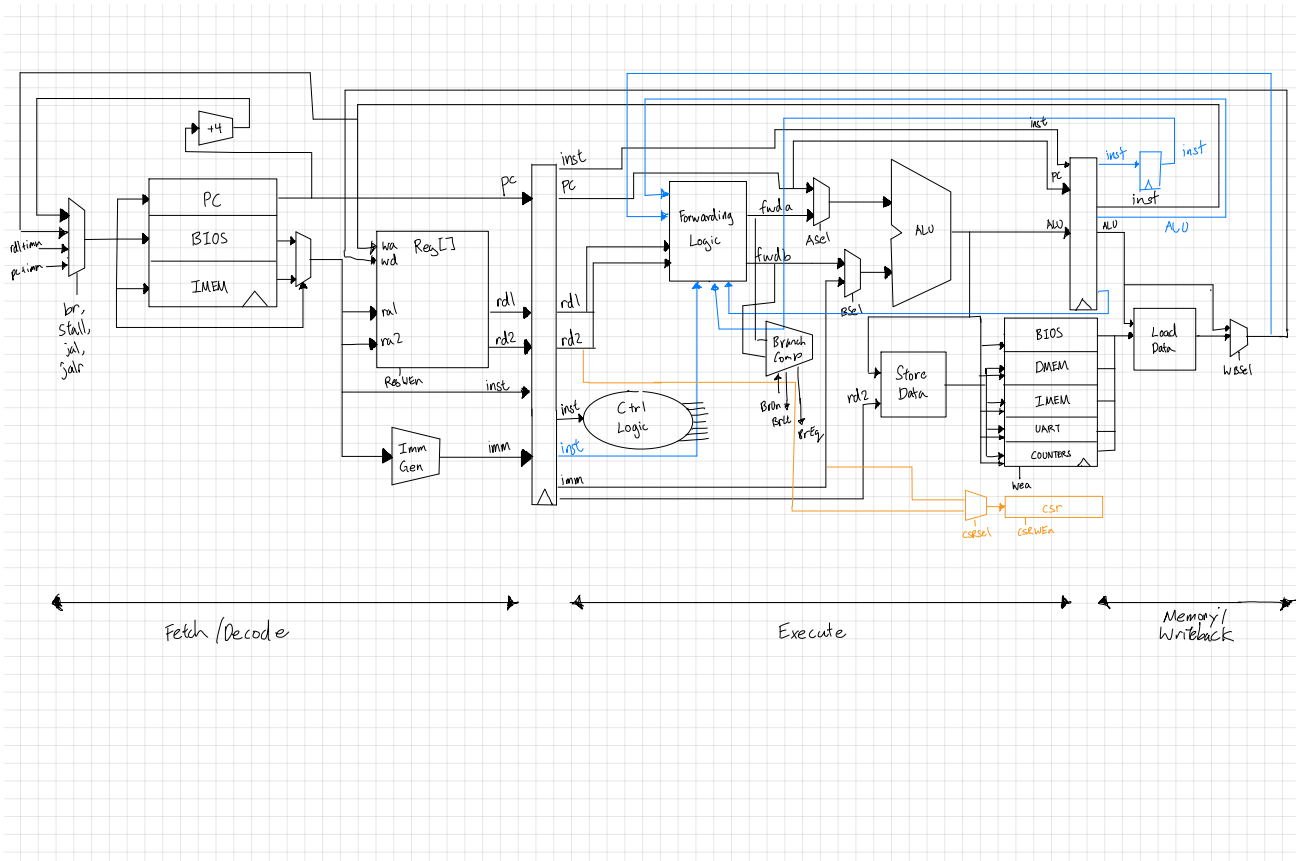 +4
PC
BIOS
IMEM
br,
stall,
jal,
jalr
wa
wd
Reg[]
ra1
ra2
rd1
rd2
RegWEn
inst
Imm
Gen
imm
pc
inst
PC
rd1
rd2
inst
Ctrl
Logic
inst
imm
Forwarding
Logic
fwda
fwdb
ASel
BSel
ALU
Branch
Comp
BrUn
BrLt
BrEq
rd2
Store
Data
inst
PC
ALU
inst
inst
inst
ALU
ALU
BIOS
DMEM
IMEM
UART
COUNTERS
wea
Load
Data
WBSel
CSRSel
csr
CSRWEn
Fetch/Decode
Execute
Memory/
Writeback